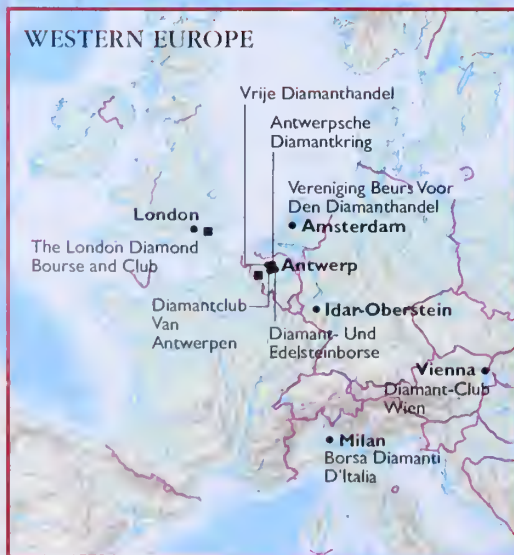 WESTERN EUROPE
Vrije Diamanthandel
Antwerpsche
Diamantkring
Vereniging Beurs Voor
Den Diamanthandel
London
Amsterdam
The London Diamond
Bourse and Club
Antwerp
Diamantclub
Van
Antwerpen
Idar-Oberstein
Diamant- Und
Edelsteinborse
Vienna
Diamant-Club
Wien
Milan
Borsa Diamanti
D'Italia